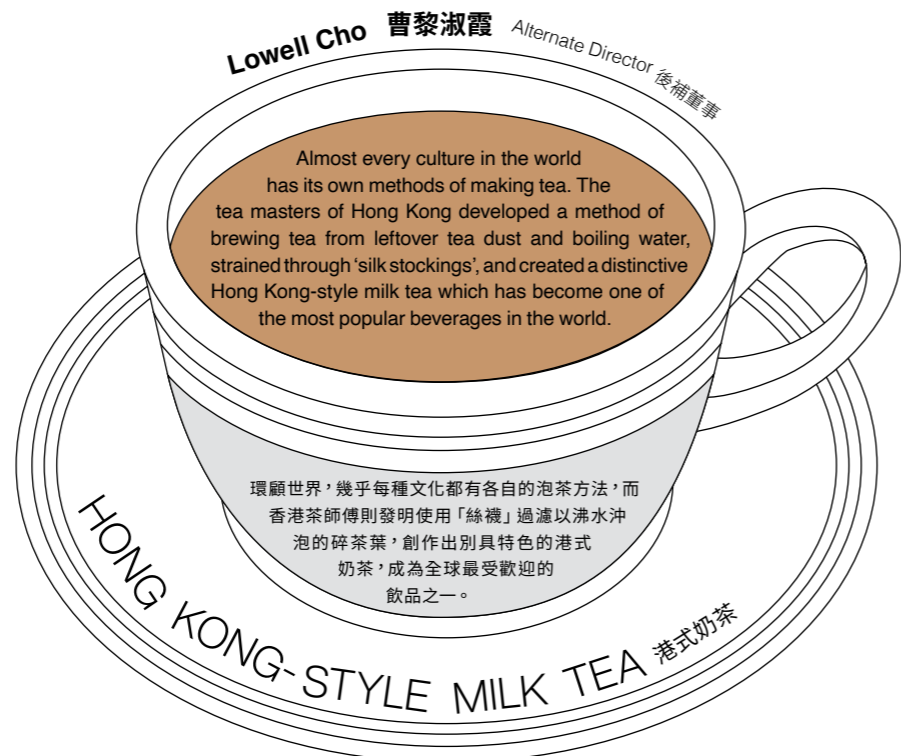 Lowell Cho 曹黎淑霞 Alternate Director 後補董事
Almost every culture in the world
has its own methods of making tea. The
tea masters of Hong Kong developed a method of
brewing tea from leftover tea dust and boiling water,
strained through ‘silk stockings’, and created a distinctive
Hong Kong-style milk tea which has become one of
the most popular beverages in the world.
環顧世界，幾乎每種文化都有各自的泡茶方法，而
香港茶師傅則發明使用「絲襪」過濾以沸水沖
泡的碎茶葉，創作出別具特色的港式
奶茶，成為全球最受歡迎的
飲品之一。
HONG KONG-STYLE MILK TEA 港式奶茶